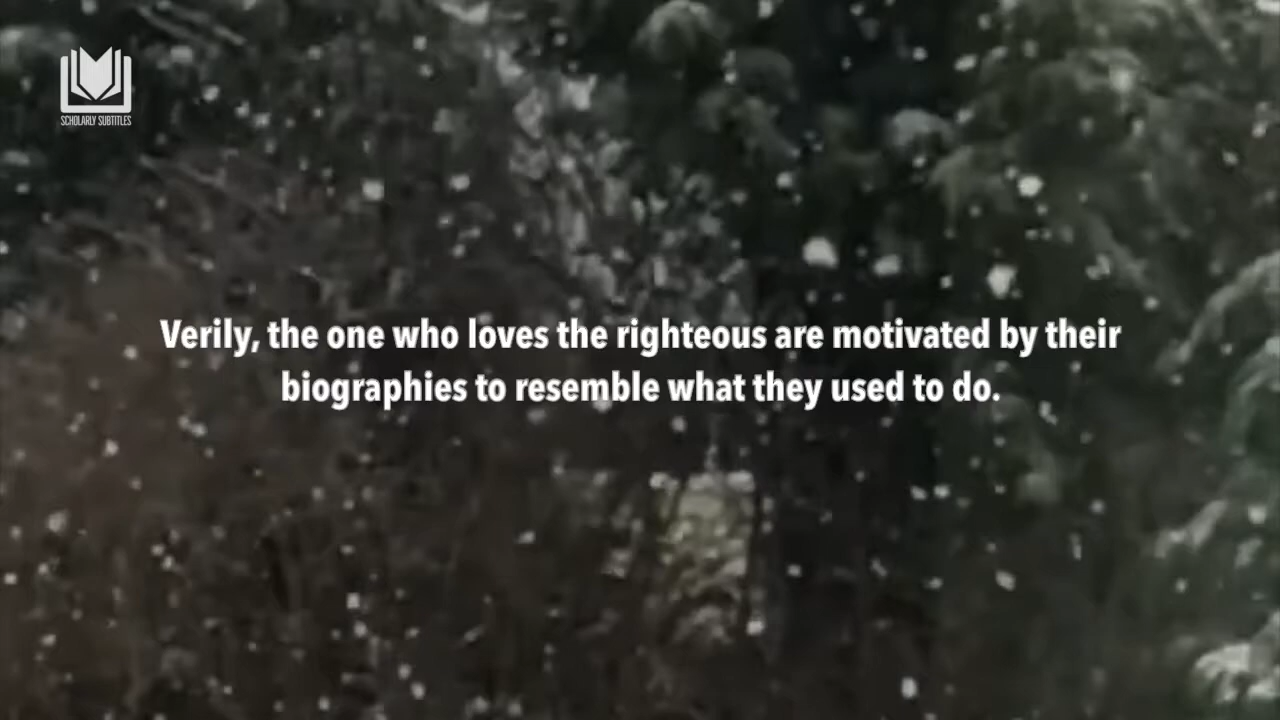 SCHOLARLY SUBTITLES
Verily, the one who loves the righteous are motivated by their
biographies to resemble what they used to do.